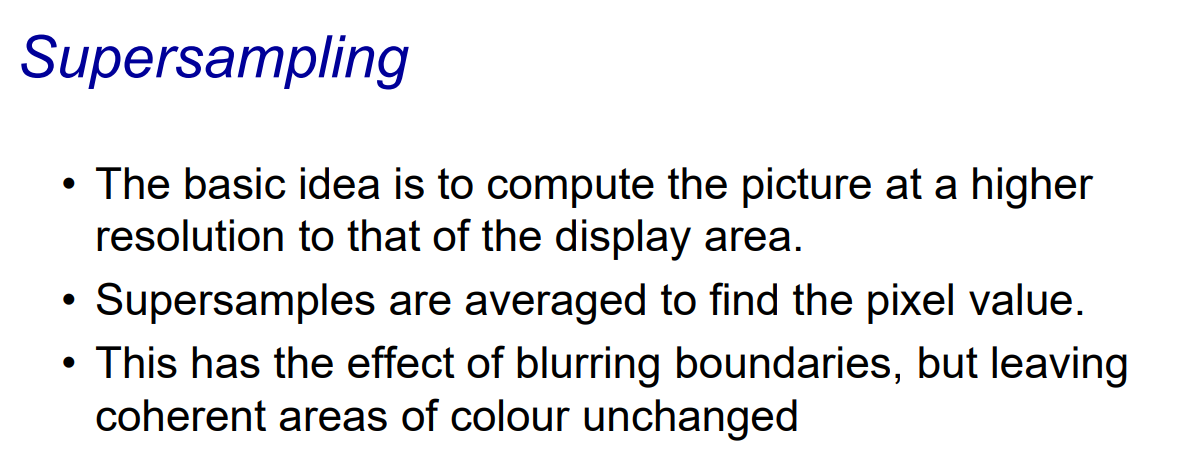 Supersampling
• The basic idea is to compute the picture at a higher
resolution to that of the display area.
• Supersamples are averaged to find the pixel value.
• This has the effect of blurring boundaries, but leaving
coherent areas of colour unchanged